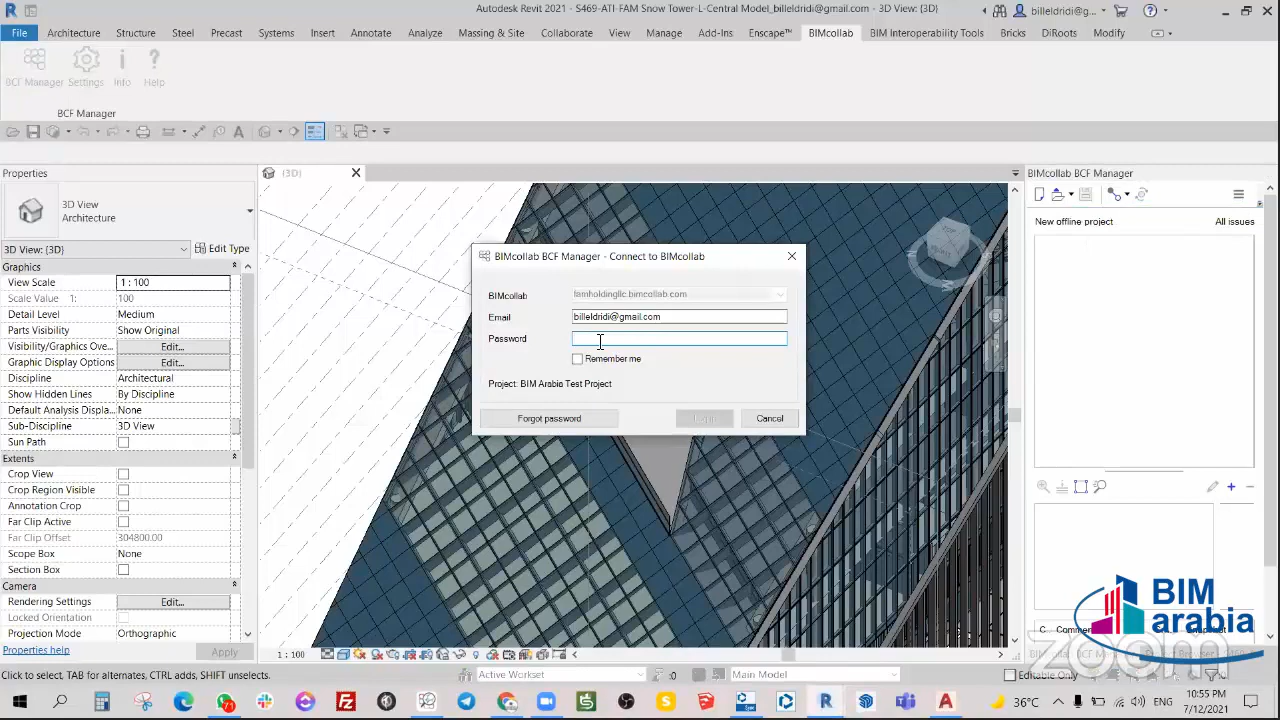 Autodesk Revit 2021 - S469-ATI-FAM Snow Tower-L-Central Model_billeldridi@gmail.com - 3D View: {3D}
billeldridi@g...
File Architecture Structure Steel Precast Systems Insert Annotate Analyze Massing & Site Collaborate View Manage Add-Ins Enscape™ BIMcollab BIM Interoperability Tools Bricks DiRoots Modify
BCF Manager Settings Info Help
BCF Manager
Properties
{3D}
BIMcollab BCF Manager
3D View
Architecture
New offline project All issues
3D View: {3D} Edit Type
Graphics
View Scale 1 : 100
Scale Value 1: 100
Detail Level Medium
Parts Visibility Show Original
Visibility/Graphics Ove... Edit...
Graphic Display Options Edit...
Discipline Architectural
Show Hidden Lines By Discipline
Default Analysis Displa... None
Sub-Discipline 3D View
Sun Path
Extents
Crop View
Crop Region Visible
Annotation Crop
Far Clip Active
Far Clip Offset 304800.00
Scope Box None
Section Box
Camera
Rendering Settings Edit...
Locked Orientation
Projection Mode Orthographic
Properties help Apply
BIMcollab BCF Manager - Connect to BIMcollab
BIMcollab famholdingllc.bimcollab.com
Email billeldridi@gmail.com
Password
Remember me
Project: BIM Arabia Test Project
Forgot password Cancel
BIM
arabia
zoom
1 : 100
Click to select, TAB for alternates, CTRL adds, SHIFT unselects.
Active Workset Main Model Editable Only
36°C
10:55 PM
7/12/2021